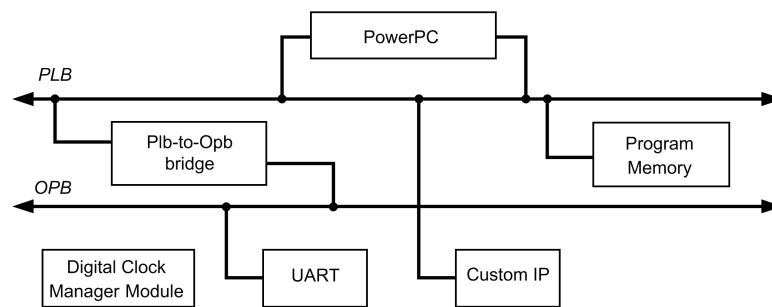 PowerPC
PLB
Plb-to-Opb
bridge
Program
Memory
OPB
Digital Clock
Manager Module
UART
Custom IP